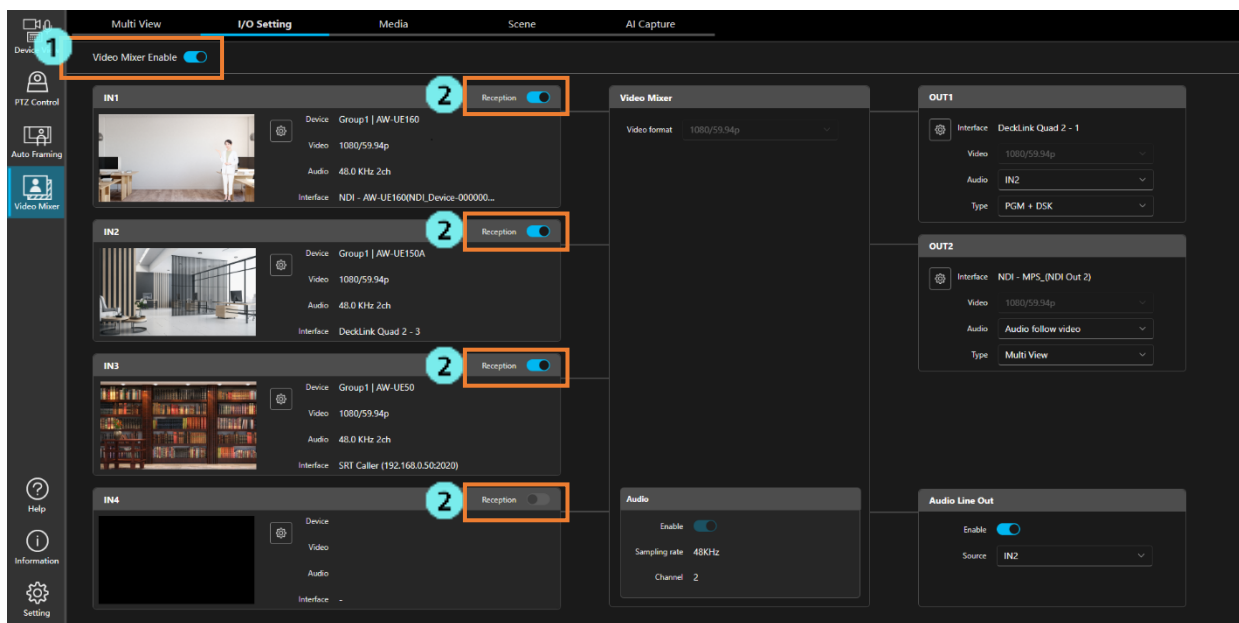 Multi View
I/O Setting
Media
Scene
AI Capture
1
Video Mixer Enable
PTZ Control
Auto Framing
Video Mixer
Help
Information
Setting
IN1
2
Reception
Device Group1 | AW-UE160
Video 1080/59.94p
Audio 48.0 KHz 2ch
Interface NDI - AW-UE160(NDI_Device-000000...
IN2
2
Reception
Device Group1 | AW-UE150A
Video 1080/59.94p
Audio 48.0 KHz 2ch
Interface DeckLink Quad 2 - 3
IN3
2
Reception
Device Group1 | AW-UE50
Video 1080/59.94p
Audio 48.0 KHz 2ch
Interface SRT Caller (192.168.0.50:2020)
IN4
2
Reception
Device
Video
Audio
Interface -
Video Mixer
Video format 1080/59.94p
Audio
Enable
Sampling rate 48KHz
Channel 2
OUT1
Interface DeckLink Quad 2 - 1
Video 1080/59.94p
Audio IN2
Type PGM + DSK
OUT2
Interface NDI - MPS_(NDI Out 2)
Video 1080/59.94p
Audio Audio follow video
Type Multi View
Audio Line Out
Enable
Source IN2